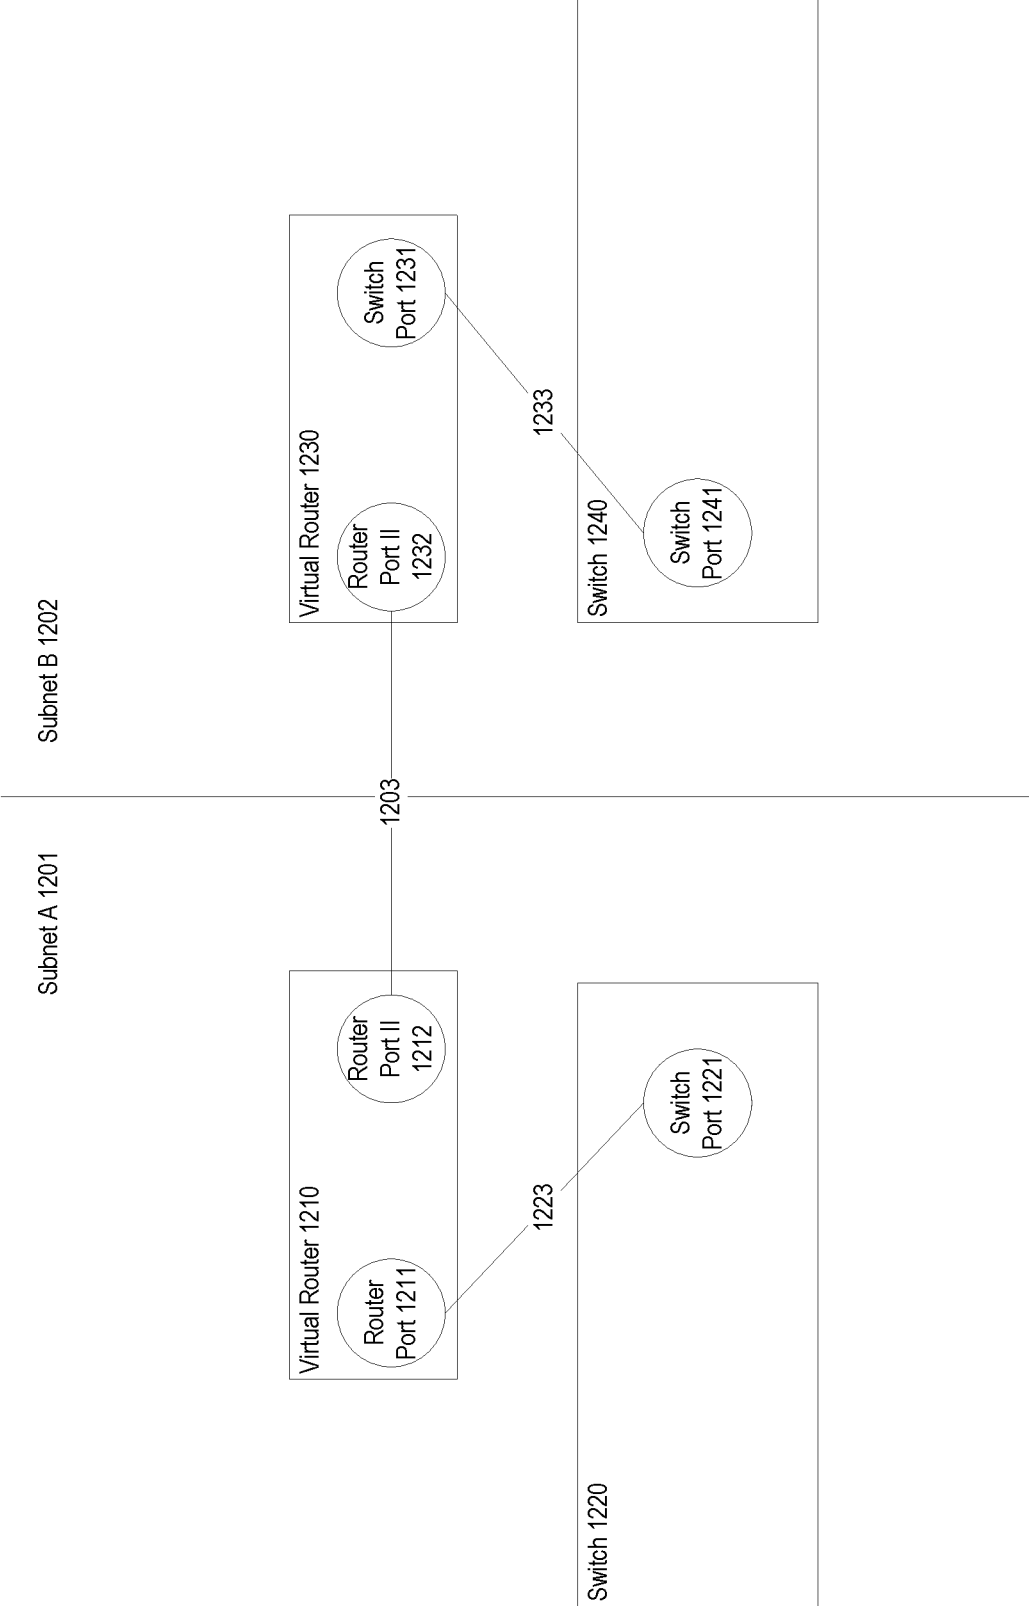 Subnet A 1201
Subnet B 1202
Virtual Router 1210
Router
Port 1211
Router
Port II
1212
1203
Virtual Router 1230
Router
Port II
1232
Switch
Port 1231
1223
1233
Switch 1220
Switch
Port 1221
Switch 1240
Switch
Port 1241